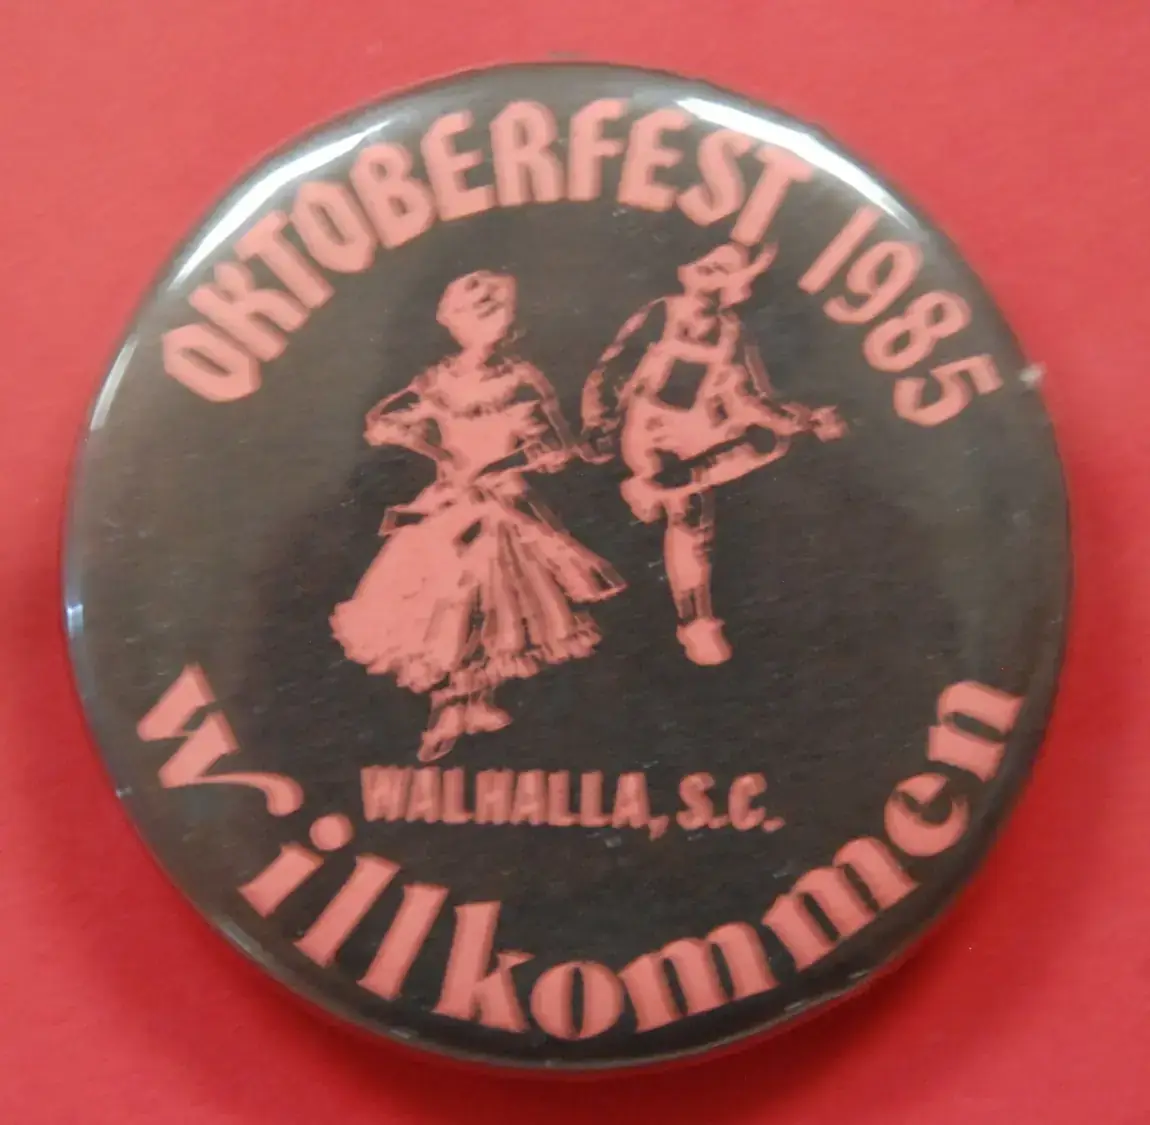 OKTOBERFEST 1985
WALHALLA, S.C.
Willkommen